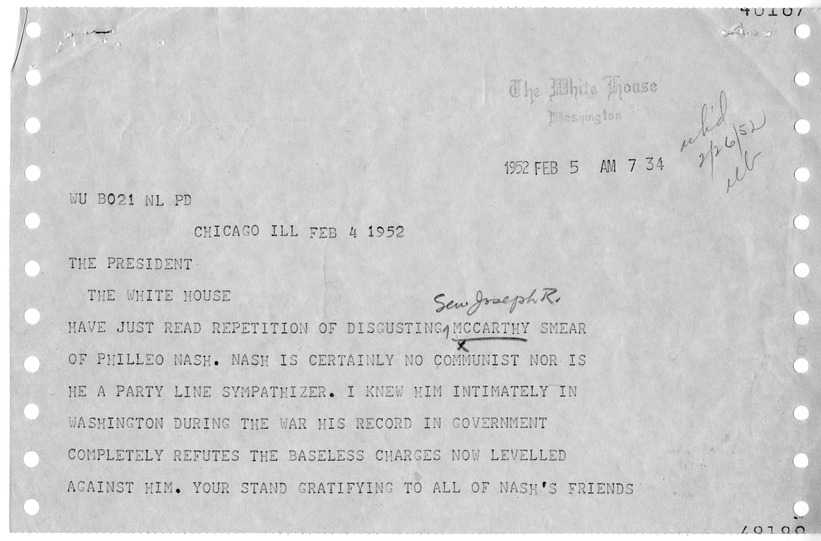 40167
The White House
Washington
2/26/52
1952 FEB 5 AM 7 34
WU B021 NL PD
CHICAGO ILL FEB 4 1952
THE PRESIDENT
THE WHITE HOUSE
Sen Joseph R.
HAVE JUST READ REPETITION OF DISGUSTING MCCARTHY SMEAR
OF PHILLEO NASH. NASH IS CERTAINLY NO COMMUNIST NOR IS
HE A PARTY LINE SYMPATHIZER. I KNEW HIM INTIMATELY IN
WASHINGTON DURING THE WAR HIS RECORD IN GOVERNMENT
COMPLETELY REFUTES THE BASELESS CHARGES NOW LEVELLED
AGAINST HIM. YOUR STAND GRATIFYING TO ALL OF NASH'S FRIENDS